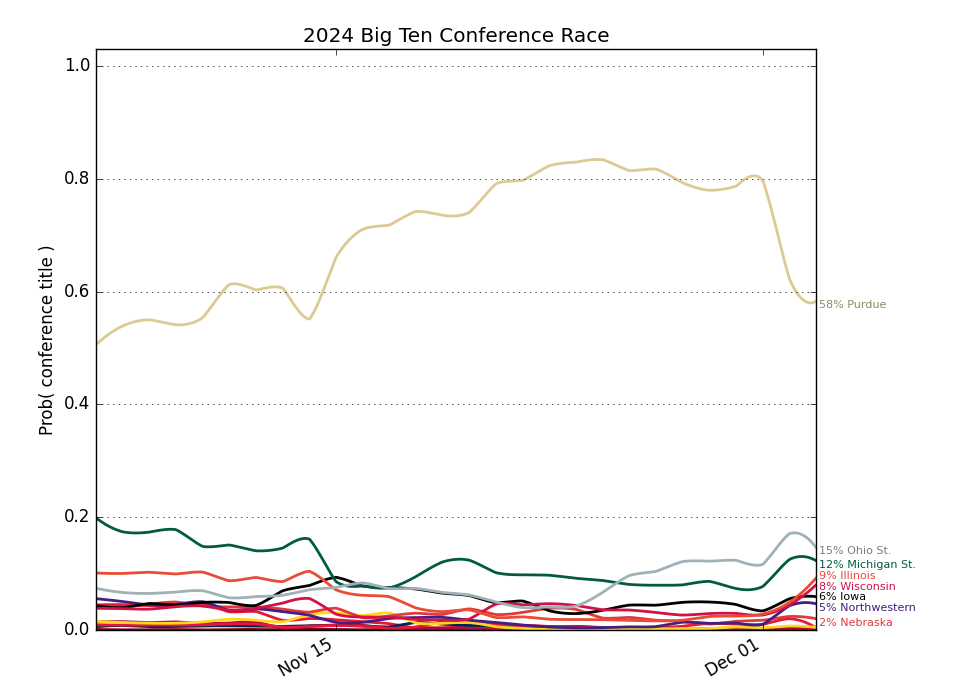 2024 Big Ten Conference Race
Prob( conference title )
1.0
0.8
0.6
0.4
0.2
0.0
Nov 15
Dec 01
58% Purdue
15% Ohio St.
12% Michigan St.
9% Illinois
8% Wisconsin
6% Iowa
5% Northwestern
2% Nebraska